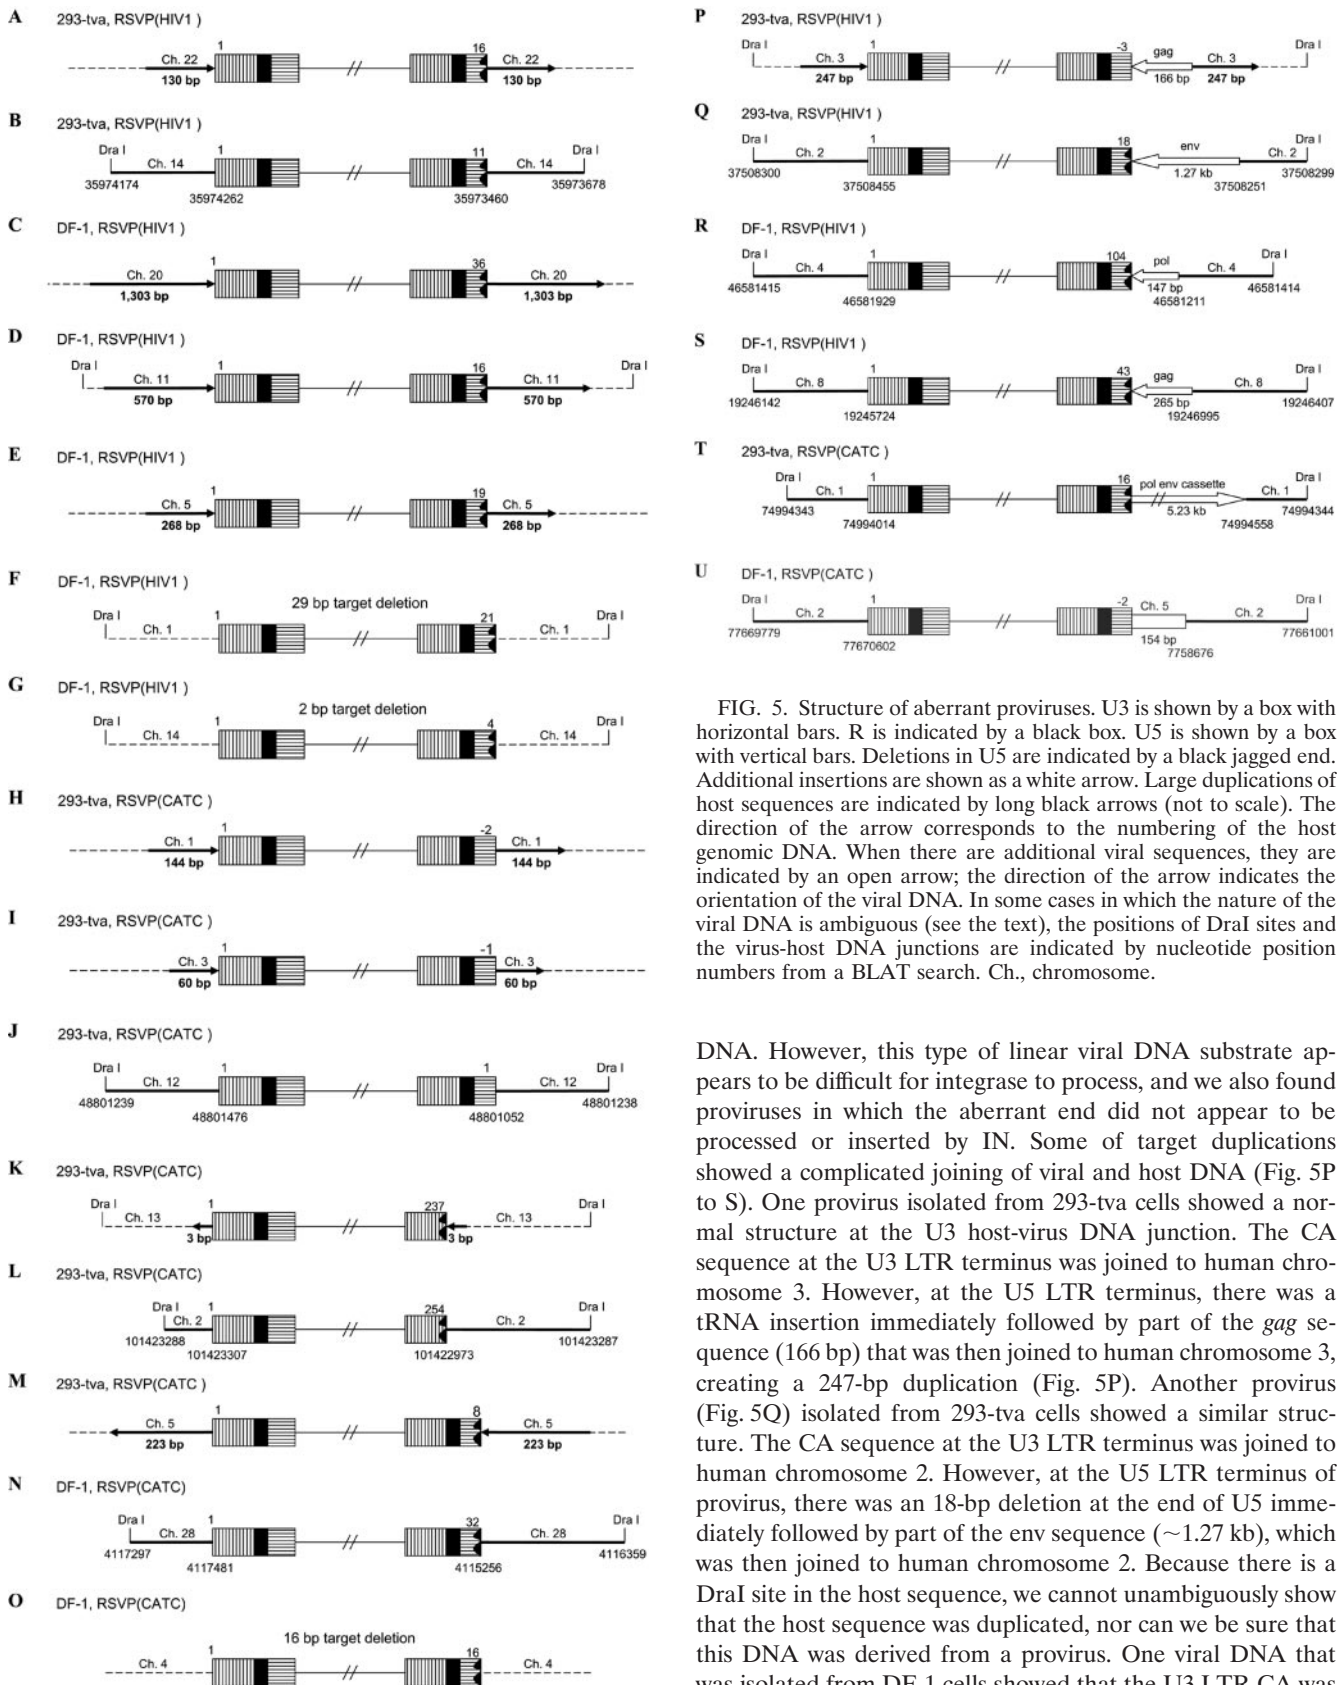 A 293-tva, RSVP(HIV1 )
1 16
Ch. 22 Ch. 22
130 bp 130 bp
B 293-tva, RSVP(HIV1 )
Dra I 1 11 Dra I
Ch. 14 Ch. 14
35974174 35974262 35973460 35973678
C DF-1, RSVP(HIV1 )
1 36
Ch. 20 Ch. 20
1,303 bp 1,303 bp
D DF-1, RSVP(HIV1 )
Dra I 1 16 Dra I
Ch. 11 Ch. 11
570 bp 570 bp
E DF-1, RSVP(HIV1 )
1 19
Ch. 5 Ch. 5
268 bp 268 bp
F DF-1, RSVP(HIV1 )
29 bp target deletion
Dra I 1 21 Dra I
Ch. 1 Ch. 1
G DF-1, RSVP(HIV1 )
2 bp target deletion
Dra I 1 4 Dra I
Ch. 14 Ch. 14
H 293-tva, RSVP(CATC )
1 -2
Ch. 1 Ch. 1
144 bp 144 bp
I 293-tva, RSVP(CATC )
1 -1
Ch. 3 Ch. 3
60 bp 60 bp
J 293-tva, RSVP(CATC )
Dra I 1 1 Dra I
Ch. 12 Ch. 12
48801239 48801476 48801052 48801238
K 293-tva, RSVP(CATC)
Dra I 1 237 Dra I
Ch. 13 Ch. 13
3 bp 3 bp
L 293-tva, RSVP(CATC)
Dra I 1 254 Dra I
Ch. 2 Ch. 2
101423288 101423307 101422973 101423287
M 293-tva, RSVP(CATC )
1 8
Ch. 5 Ch. 5
223 bp 223 bp
N DF-1, RSVP(CATC)
Dra I 1 32 Dra I
Ch. 28 Ch. 28
4117297 4117481 4115256 4116359
O DF-1, RSVP(CATC)
16 bp target deletion
1 16
Ch. 4 Ch. 4
P 293-tva, RSVP(HIV1 )
Dra I 1 -3 gag Dra I
Ch. 3 Ch. 3
247 bp 166 bp 247 bp
Q 293-tva, RSVP(HIV1 )
Dra I 1 18 env Dra I
Ch. 2 Ch. 2
37508300 37508455 1.27 kb 37508251 37508299
R DF-1, RSVP(HIV1 )
Dra I 1 104 pol Dra I
Ch. 4 Ch. 4
46581415 46581929 147 bp 46581211 46581414
S DF-1, RSVP(HIV1 )
Dra I 1 43 gag Dra I
Ch. 8 Ch. 8
19246142 19245724 265 bp 19246995 19246407
T 293-tva, RSVP(CATC )
Dra I 1 16 pol env cassette Dra I
Ch. 1 Ch. 1
74994343 74994014 5.23 kb 74994558 74994344
U DF-1, RSVP(CATC )
Dra I 1 -2 Ch. 5 Dra I
Ch. 2 Ch. 2
77669779 77670602 154 bp 7758676 77661001
FIG. 5. Structure of aberrant proviruses. U3 is shown by a box with
horizontal bars. R is indicated by a black box. U5 is shown by a box
with vertical bars. Deletions in U5 are indicated by a black jagged end.
Additional insertions are shown as a white arrow. Large duplications of
host sequences are indicated by long black arrows (not to scale). The
direction of the arrow corresponds to the numbering of the host
genomic DNA. When there are additional viral sequences, they are
indicated by an open arrow; the direction of the arrow indicates the
orientation of the viral DNA. In some cases in which the nature of the
viral DNA is ambiguous (see the text), the positions of DraI sites and
the virus-host DNA junctions are indicated by nucleotide position
numbers from a BLAT search. Ch., chromosome.
DNA. However, this type of linear viral DNA substrate ap-
pears to be difficult for integrase to process, and we also found
proviruses in which the aberrant end did not appear to be
processed or inserted by IN. Some of target duplications
showed a complicated joining of viral and host DNA (Fig. 5P
to S). One provirus isolated from 293-tva cells showed a nor-
mal structure at the U3 host-virus DNA junction. The CA
sequence at the U3 LTR terminus was joined to human chro-
mosome 3. However, at the U5 LTR terminus, there was a
tRNA insertion immediately followed by part of the gag se-
quence (166 bp) that was then joined to human chromosome 3,
creating a 247-bp duplication (Fig. 5P). Another provirus
(Fig. 5Q) isolated from 293-tva cells showed a similar struc-
ture. The CA sequence at the U3 LTR terminus was joined to
human chromosome 2. However, at the U5 LTR terminus of
provirus, there was an 18-bp deletion at the end of U5 imme-
diately followed by part of the env sequence (~1.27 kb), which
was then joined to human chromosome 2. Because there is a
DraI site in the host sequence, we cannot unambiguously show
that the host sequence was duplicated, nor can we be sure that
this DNA was derived from a provirus. One viral DNA that
was isolated from DF-1 cells showed that the U3 LTR CA was